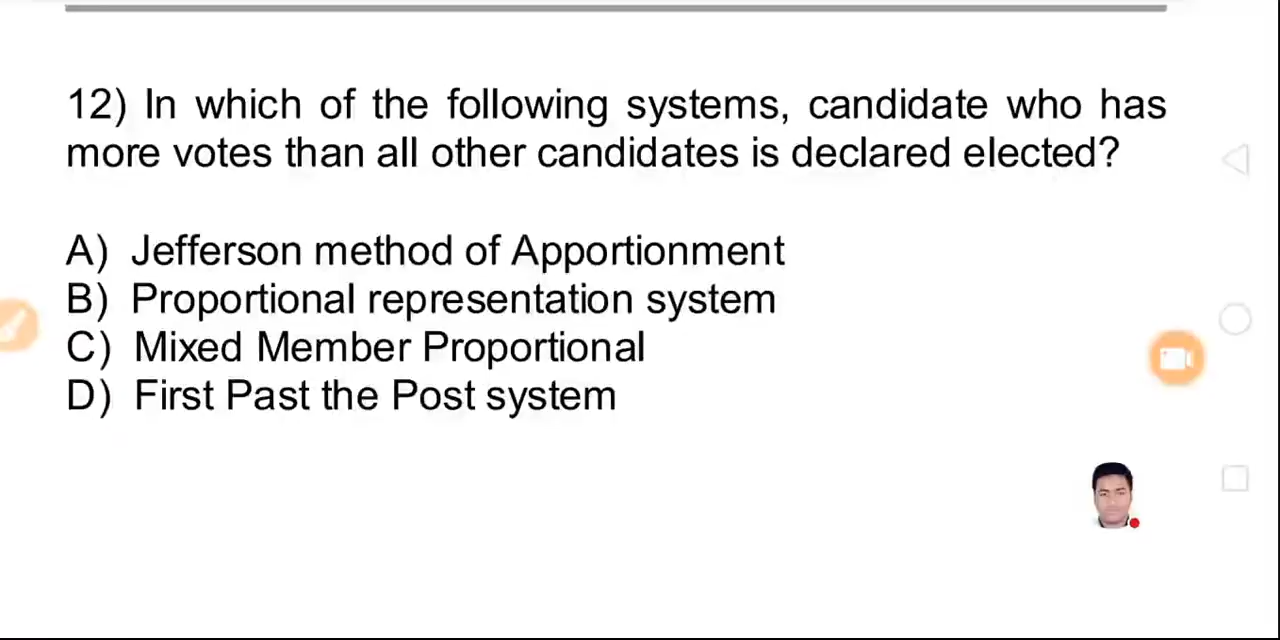 12) In which of the following systems, candidate who has
more votes than all other candidates is declared elected?
A) Jefferson method of Apportionment
B) Proportional representation system
C) Mixed Member Proportional
D) First Past the Post system